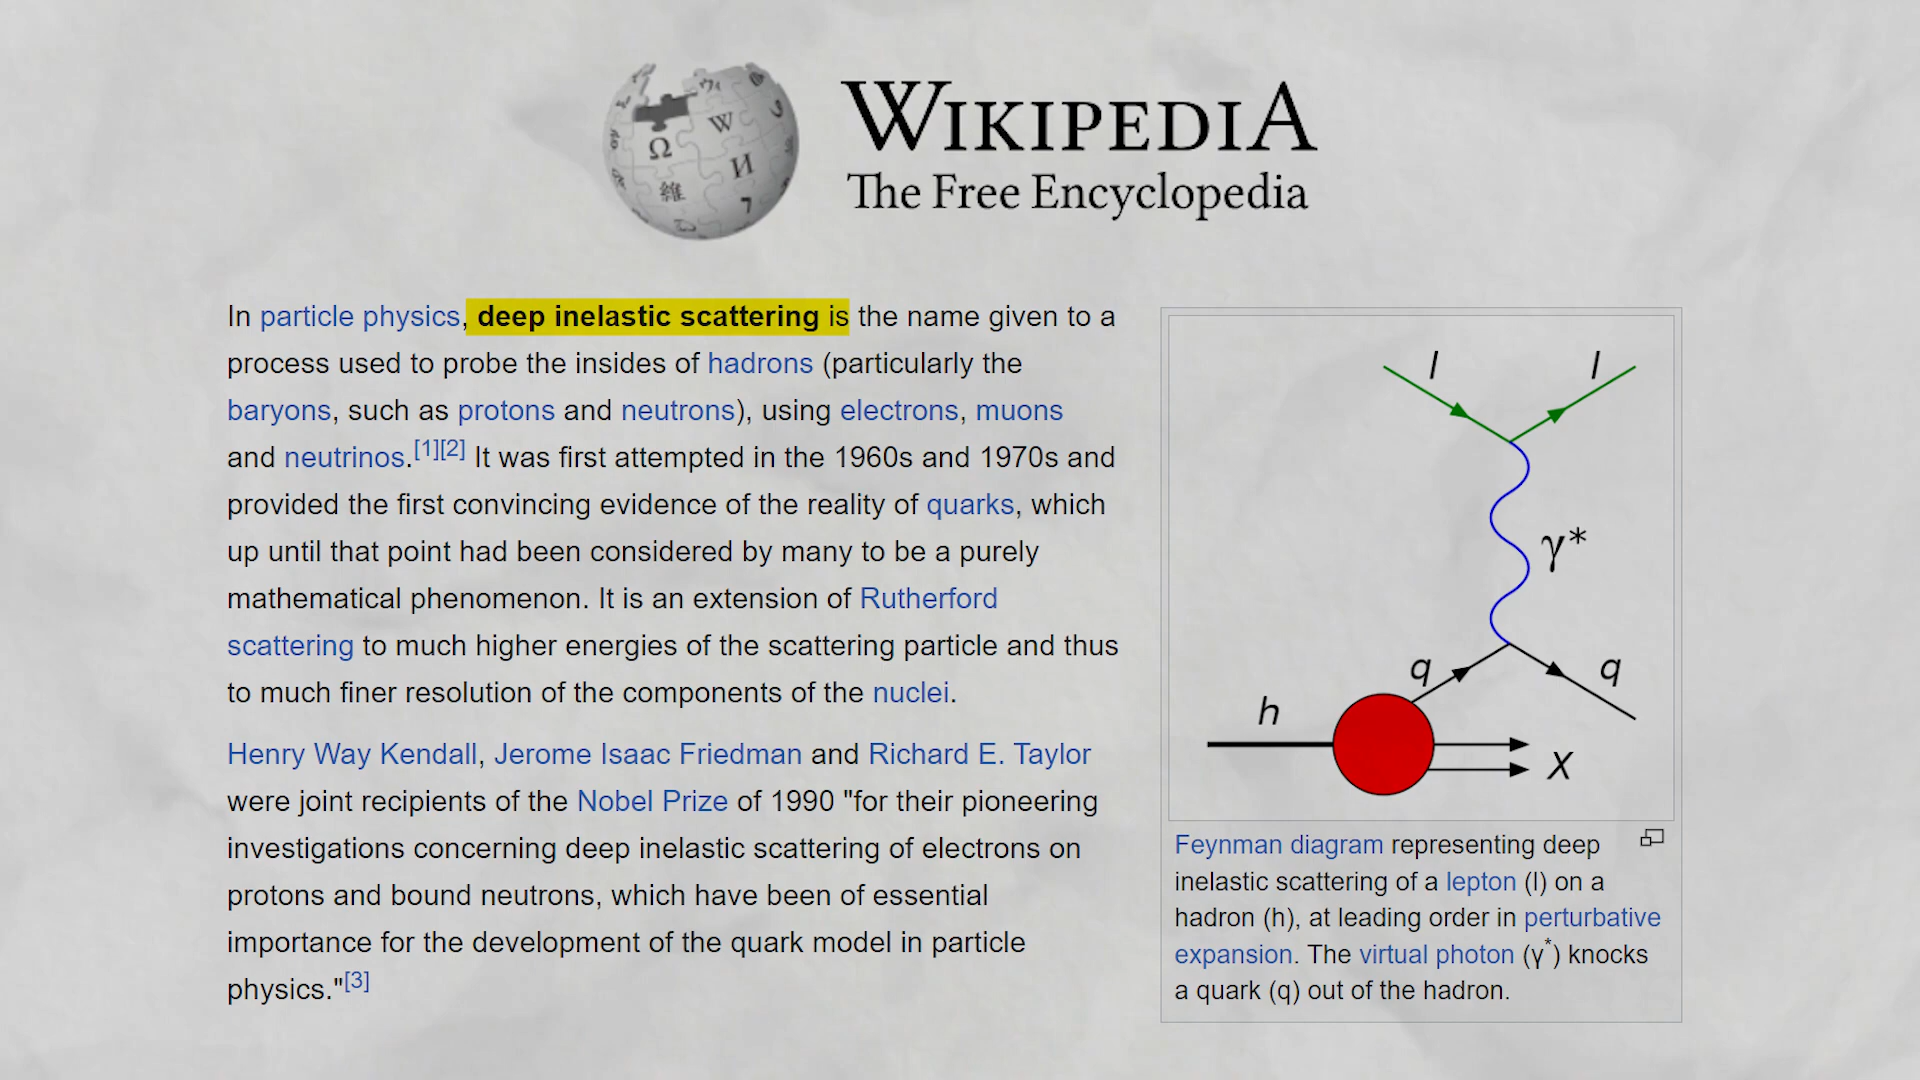 WIKIPEDIA
The Free Encyclopedia
In particle physics, deep inelastic scattering is the name given to a
process used to probe the insides of hadrons (particularly the
baryons, such as protons and neutrons), using electrons, muons
and neutrinos.[1][2] It was first attempted in the 1960s and 1970s and
provided the first convincing evidence of the reality of quarks, which
up until that point had been considered by many to be a purely
mathematical phenomenon. It is an extension of Rutherford
scattering to much higher energies of the scattering particle and thus
to much finer resolution of the components of the nuclei.
Henry Way Kendall, Jerome Isaac Friedman and Richard E. Taylor
were joint recipients of the Nobel Prize of 1990 "for their pioneering
investigations concerning deep inelastic scattering of electrons on
protons and bound neutrons, which have been of essential
importance for the development of the quark model in particle
physics."[3]
l l
γ*
q q
h
X
Feynman diagram representing deep
inelastic scattering of a lepton (l) on a
hadron (h), at leading order in perturbative
expansion. The virtual photon (γ*) knocks
a quark (q) out of the hadron.